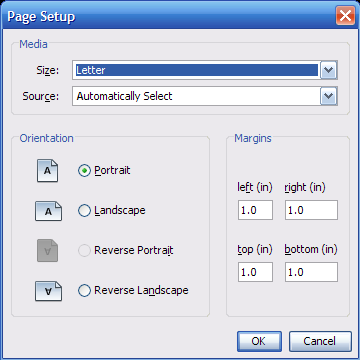 Page Setup
Media
Size: Letter
Source: Automatically Select
Orientation
A Portrait
A Landscape
A Reverse Portrait
A Reverse Landscape
Margins
left (in) right (in)
1.0 1.0
top (in) bottom (in)
1.0 1.0
OK Cancel